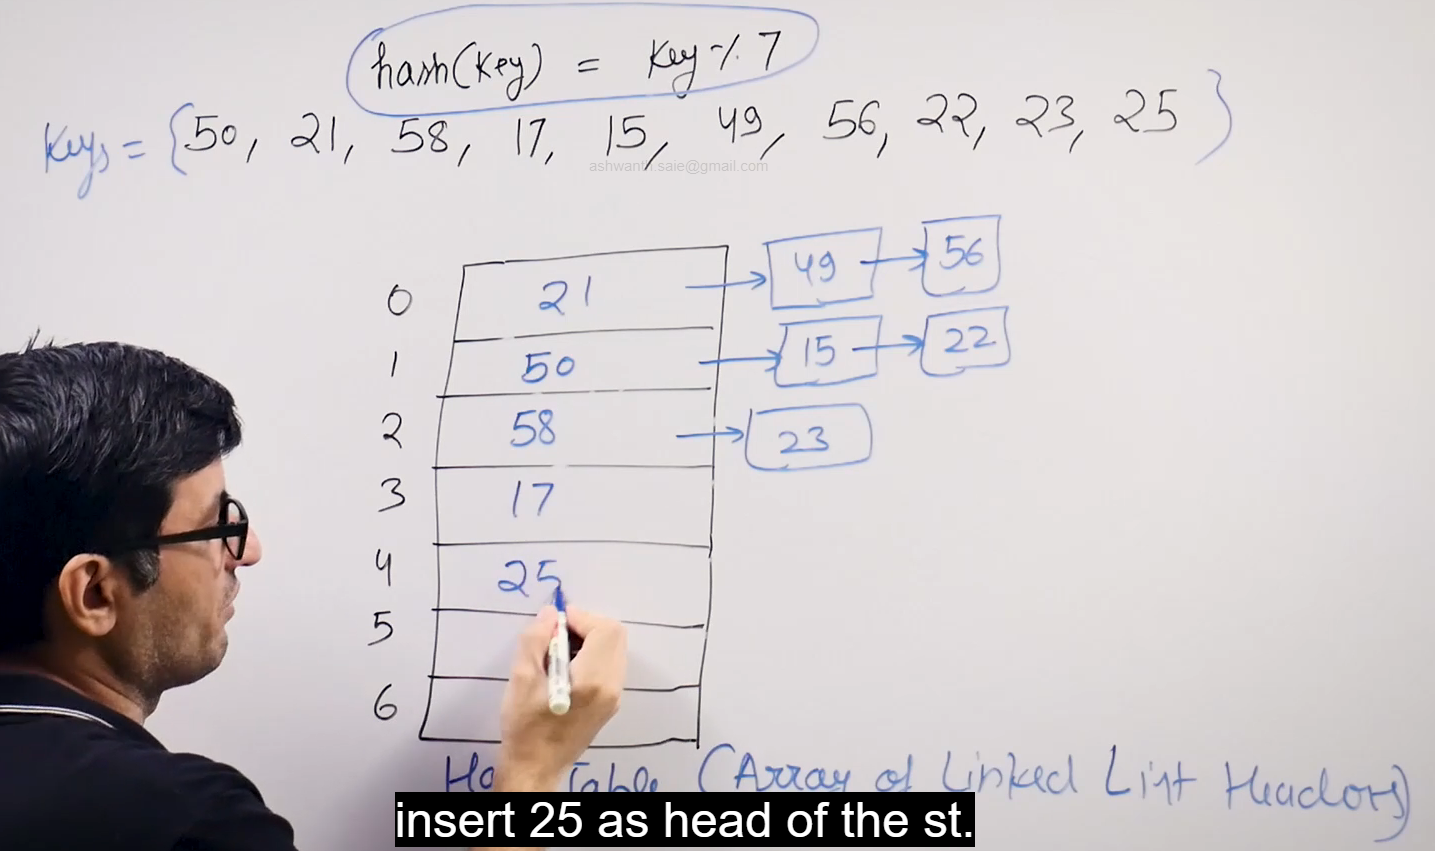 hash(key) = key % 7
Keys = {50, 21, 58, 17, 15, 49, 56, 22, 23, 25}
ashwanth.saie@gmail.com
0 21 → 49 → 56
1 50 → 15 → 22
2 58 → 23
3 17
4 25
5
6
Table (Array of Linked List Headers)
insert 25 as head of the st.